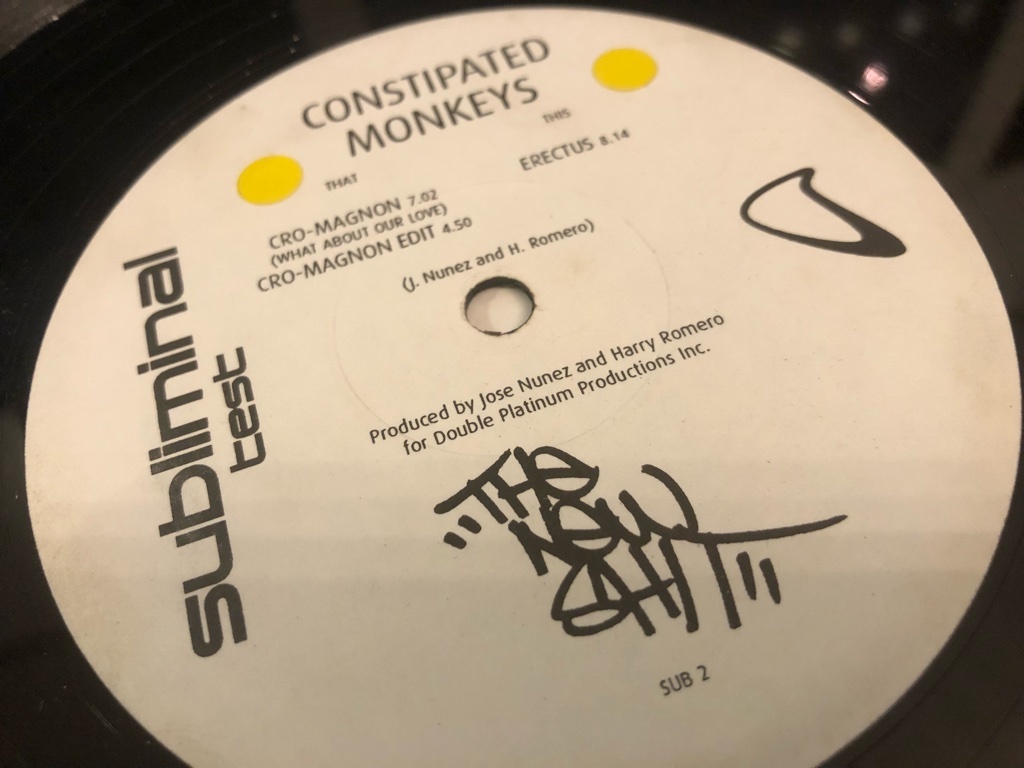 CONSTIPATED
MONKEYS
THAT
CRO-MAGNON 7.02
(WHAT ABOUT OUR LOVE)
CRO-MAGNON EDIT 4.50
THIS
ERECTUS 8.14
(J. Nunez and H. Romero)
subliminal
test
Produced by Jose Nunez and Harry Romero
for Double Platinum Productions Inc.
"THE
NEW
SHIT"
SUB 2